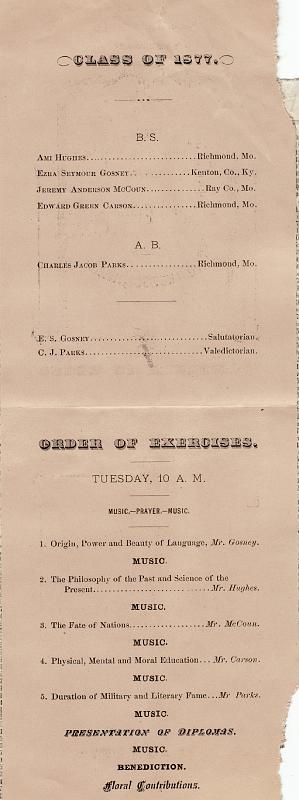 CLASS OF 1877.
B. S.
AMI HUGHES............................Richmond, Mo.
EZRA SEYMOUR GOSNEY................Kenton, Co., Ky.
JEREMY ANDERSON MCCOUN...............Ray Co., Mo.
EDWARD GREEN CARSON.................Richmond, Mo.
A. B.
CHARLES JACOB PARKS.................Richmond, Mo.
E. S. GOSNEY..............................Salutatorian.
C. J. PARKS..............................Valedictorian.
ORDER OF EXERCISES.
TUESDAY, 10 A. M.
MUSIC.—PRAYER.—MUSIC.
1. Origin, Power and Beauty of Language, Mr. Gosney.
MUSIC.
2. The Philosophy of the Past and Science of the
Present.............................Mr. Hughes.
MUSIC.
3. The Fate of Nations...................Mr. McCoun.
MUSIC.
4. Physical, Mental and Moral Education...Mr. Carson.
MUSIC.
5. Duration of Military and Literary Fame...Mr Parks.
MUSIC.
PRESENTATION OF DIPLOMAS.
MUSIC.
BENEDICTION.
Floral Contributions.